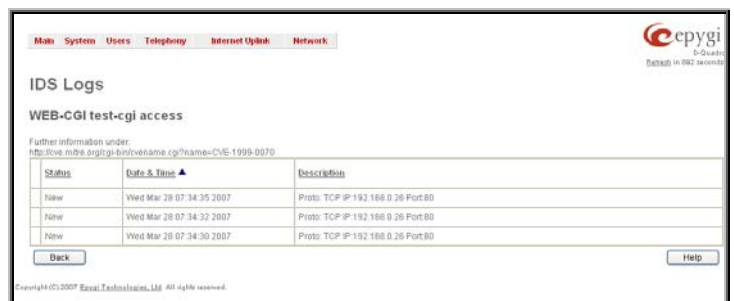 Main System Users Telephony Internet Uplink Network
epygi
D-Quadro
Refresh in 892 seconds
IDS Logs
WEB-CGI test-cgi access
Further information under:
http://cve.mitre.org/cgi-bin/cvename.cgi?name=CVE-1999-0070
Status Date & Time Description
New Wed Mar 28 07:34:35 2007 Proto: TCP IP:192.168.0.26 Port:80
New Wed Mar 28 07:34:32 2007 Proto: TCP IP:192.168.0.26 Port:80
New Wed Mar 28 07:34:30 2007 Proto: TCP IP:192.168.0.26 Port:80
Back Help
Copyright (C) 2007 Epygi Technologies, Ltd. All rights reserved.